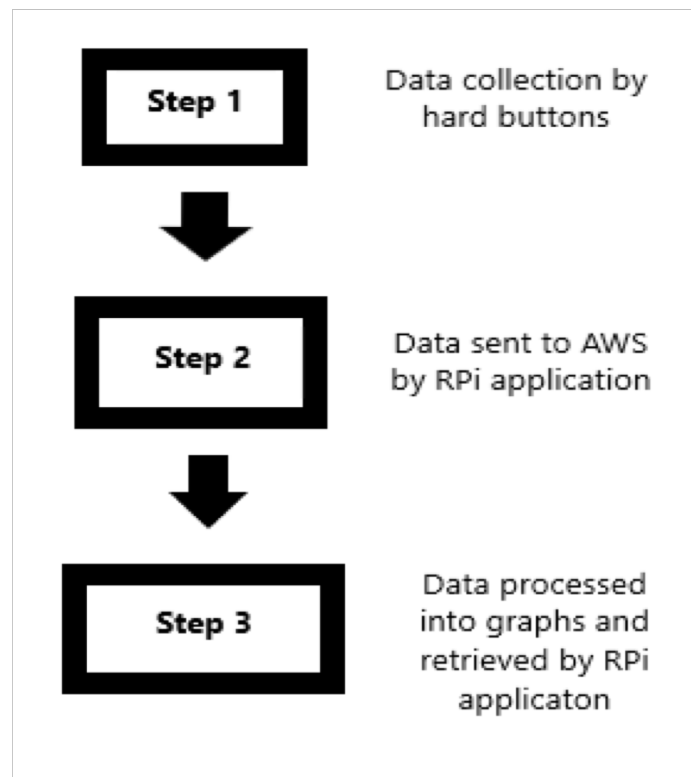 Step 1
Data collection by
hard buttons
Step 2
Data sent to AWS
by RPi application
Step 3
Data processed
into graphs and
retrieved by RPi
applicaton